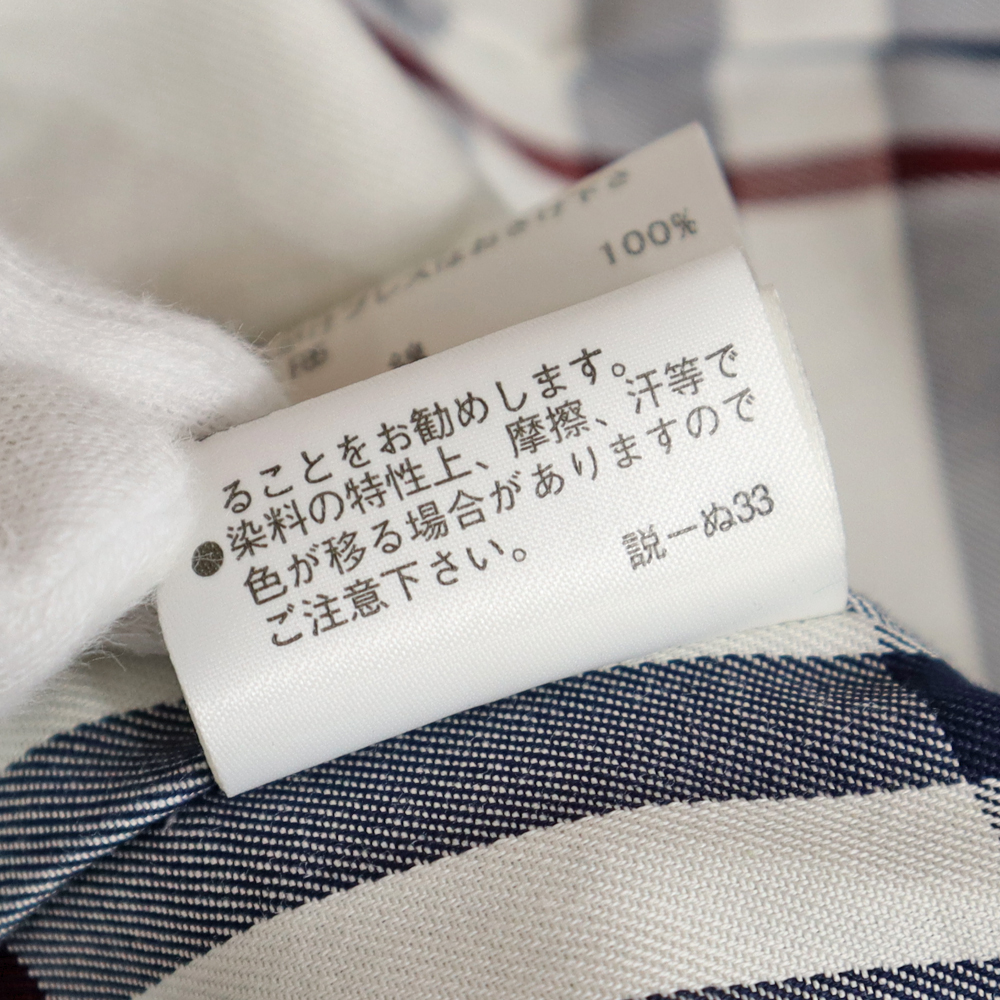 100%
綿
ることをお勧めします。
●染料の特性上、摩擦、汗等で
色が移る場合がありますので
ご注意下さい。
説ーぬ33